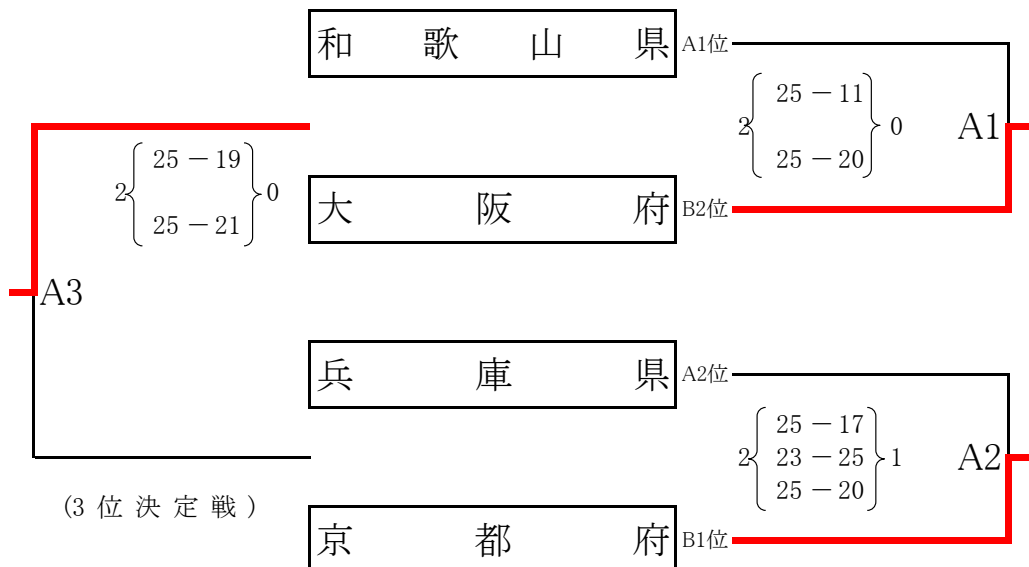 和歌山県 A1位
2 25－11 0
25－20
A1
2 25－19 0
25－21
大阪府 B2位
A3
兵庫県 A2位
25－17
2 23－25 1
25－20
A2
(3位決定戦)
京都府 B1位